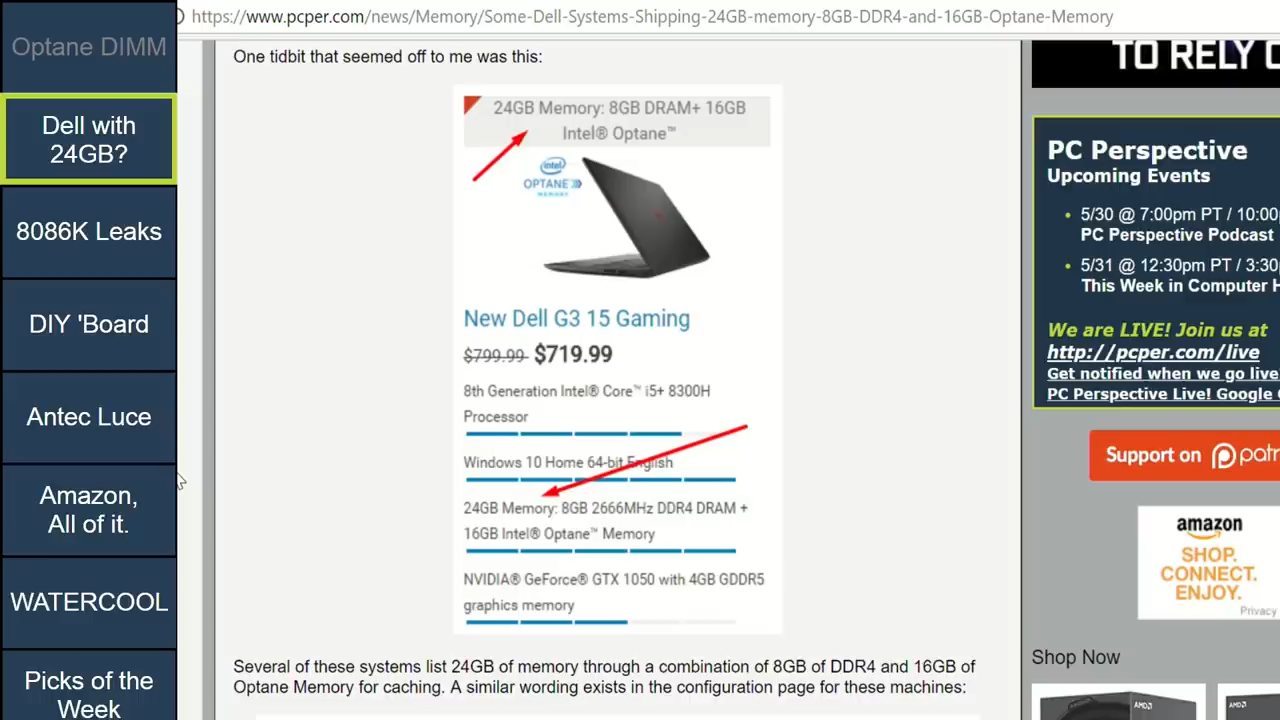 https://www.pcper.com/news/Memory/Some-Dell-Systems-Shipping-24GB-memory-8GB-DDR4-and-16GB-Optane-Memory
Optane DIMM
Dell with
24GB?
8086K Leaks
DIY 'Board
Antec Luce
Amazon,
All of it.
WATERCOOL
Picks of the
Week
One tidbit that seemed off to me was this:
24GB Memory: 8GB DRAM+ 16GB
Intel® Optane™
intel
OPTANE
MEMORY
New Dell G3 15 Gaming
$799.99 $719.99
8th Generation Intel® Core™ i5+ 8300H
Processor
Windows 10 Home 64-bit English
24GB Memory: 8GB 2666MHz DDR4 DRAM +
16GB Intel® Optane™ Memory
NVIDIA® GeForce® GTX 1050 with 4GB GDDR5
graphics memory
Several of these systems list 24GB of memory through a combination of 8GB of DDR4 and 16GB of
Optane Memory for caching. A similar wording exists in the configuration page for these machines:
TO RELY
PC Perspective
Upcoming Events
• 5/30 @ 7:00pm PT / 10:00
PC Perspective Podcast
• 5/31 @ 12:30pm PT / 3:30
This Week in Computer H
We are LIVE! Join us at
http://pcper.com/live
Get notified when we go live
PC Perspective Live! Google
Support on patr
amazon
SHOP.
CONNECT.
ENJOY.
Privacy
Shop Now
AMD
AMD